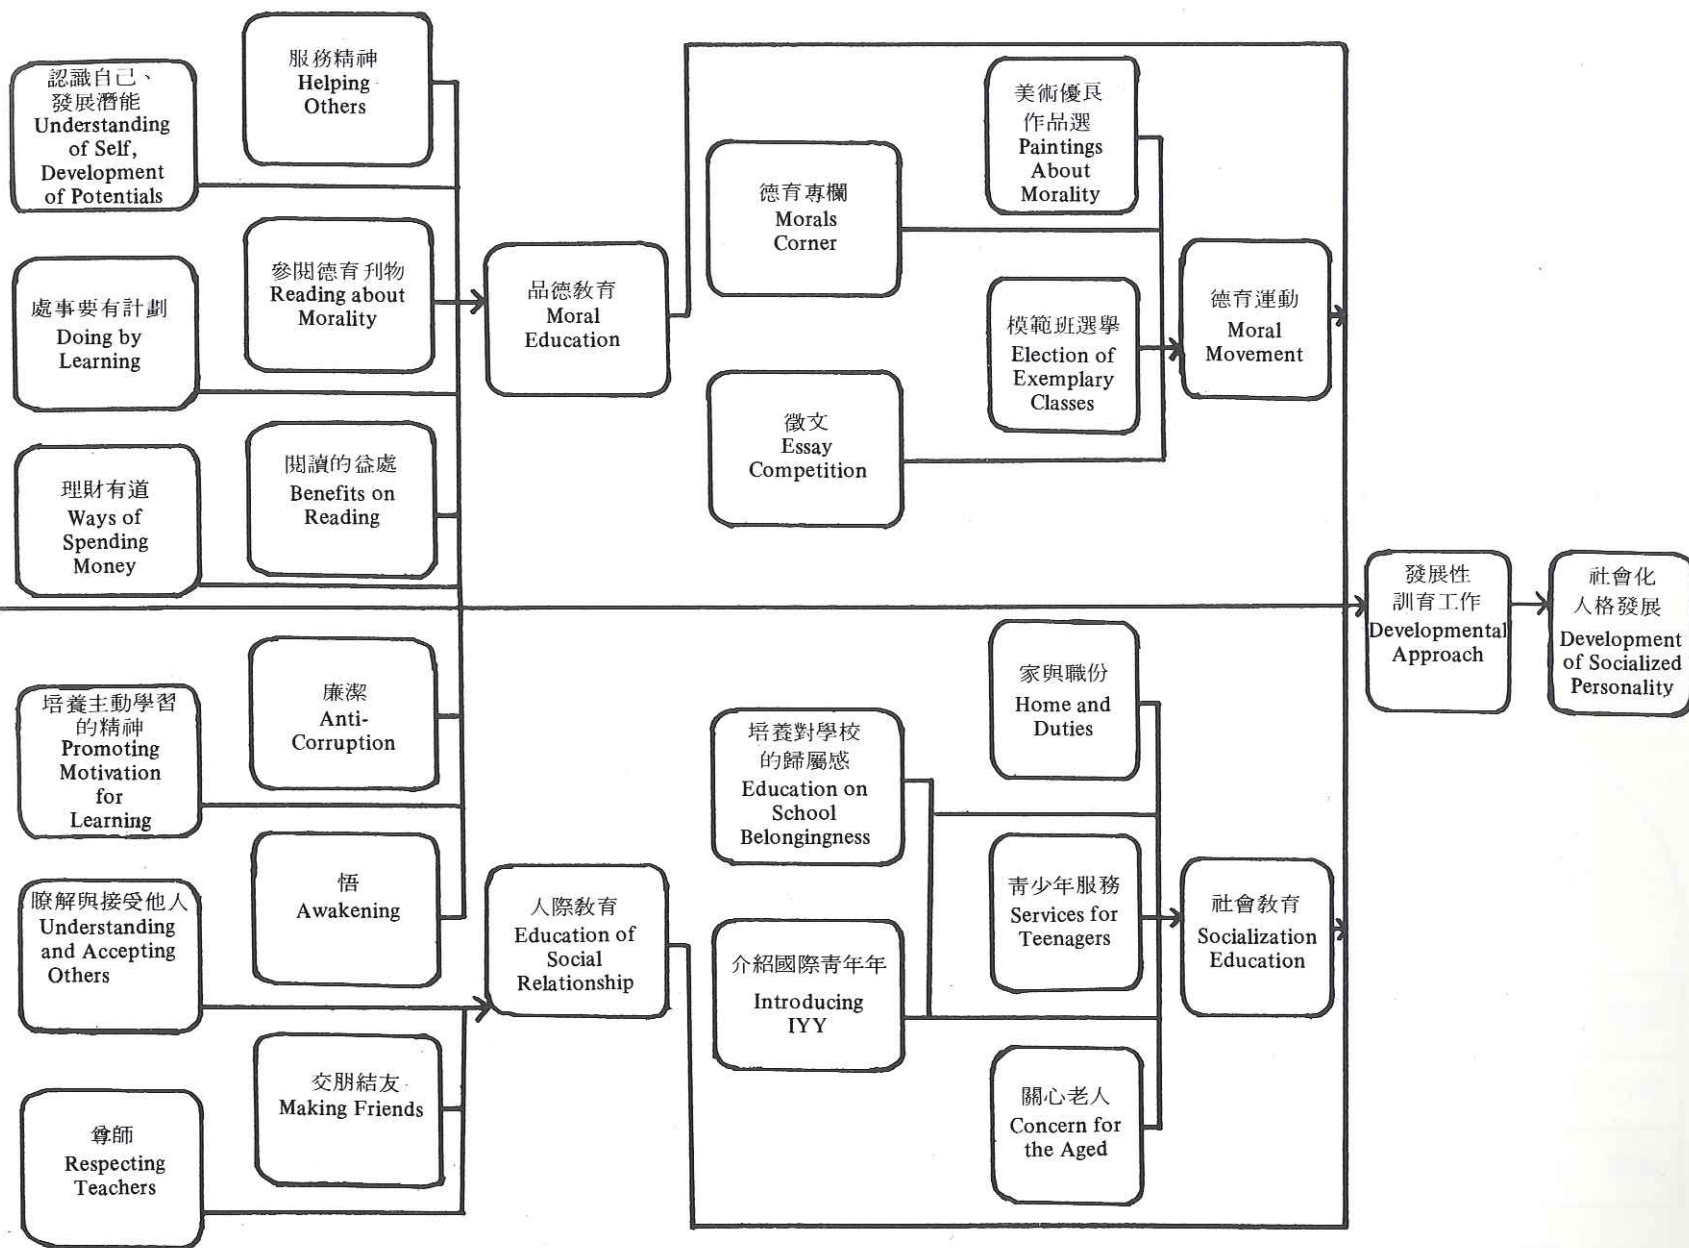 認識自己、
發展潛能
Understanding
of Self,
Development
of Potentials
服務精神
Helping
Others
處事要有計劃
Doing by
Learning
參閱德育刋物
Reading about
Morality
理財有道
Ways of
Spending
Money
閱讀的益處
Benefits on
Reading
品德敎育
Moral
Education
德育專欄
Morals
Corner
美術優良
作品選
Paintings
About
Morality
模範班選舉
Election of
Exemplary
Classes
徵文
Essay
Competition
德育運動
Moral
Movement
培養主動學習
的精神
Promoting
Motivation
for
Learning
廉潔
Anti-
Corruption
瞭解與接受他人
Understanding
and Accepting
Others
悟
Awakening
尊師
Respecting
Teachers
交朋結友
Making Friends
人際敎育
Education of
Social
Relationship
培養對學校
的歸屬感
Education on
School
Belongingness
家與職份
Home and
Duties
介紹國際靑年年
Introducing
IYY
靑少年服務
Services for
Teenagers
關心老人
Concern for
the Aged
社會敎育
Socialization
Education
發展性
訓育工作
Developmental
Approach
社會化
人格發展
Development
of Socialized
Personality